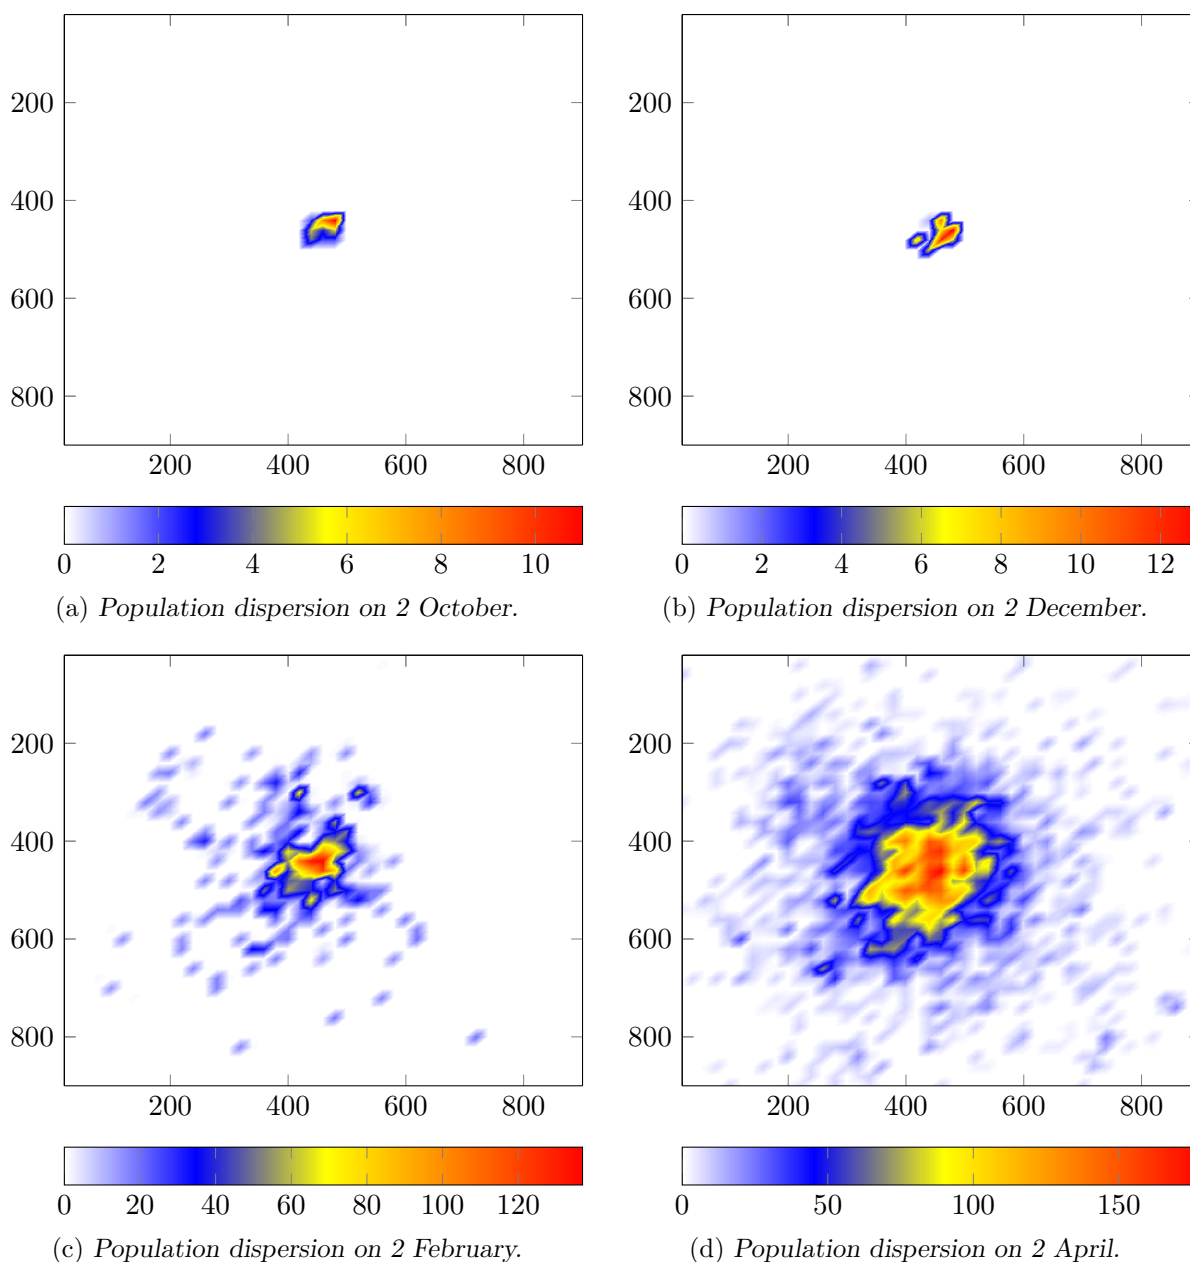 200
400
600
800
200 400 600 800
0 2 4 6 8 10
(a) Population dispersion on 2 October.
200
400
600
800
200 400 600 800
0 2 4 6 8 10 12
(b) Population dispersion on 2 December.
200
400
600
800
200 400 600 800
0 20 40 60 80 100 120
(c) Population dispersion on 2 February.
200
400
600
800
200 400 600 800
0 50 100 150
(d) Population dispersion on 2 April.